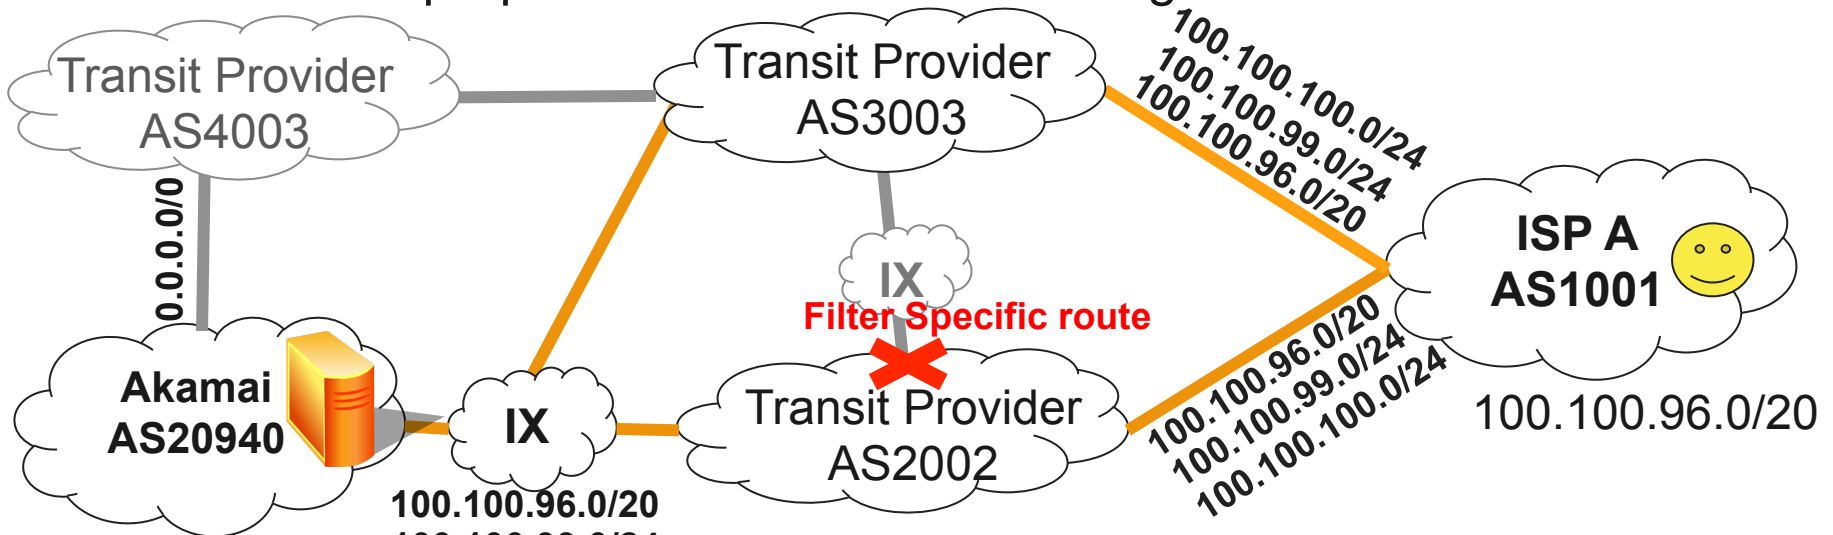 Transit Provider
AS4003
Transit Provider
AS3003
100.100.100.0/24
100.100.99.0/24
100.100.96.0/20
0.0.0.0/0
IX
Filter Specific route
ISP A
AS1001
100.100.96.0/20
Akamai
AS20940
IX
100.100.96.0/20
Transit Provider
AS2002
100.100.96.0/20
100.100.99.0/24
100.100.100.0/24